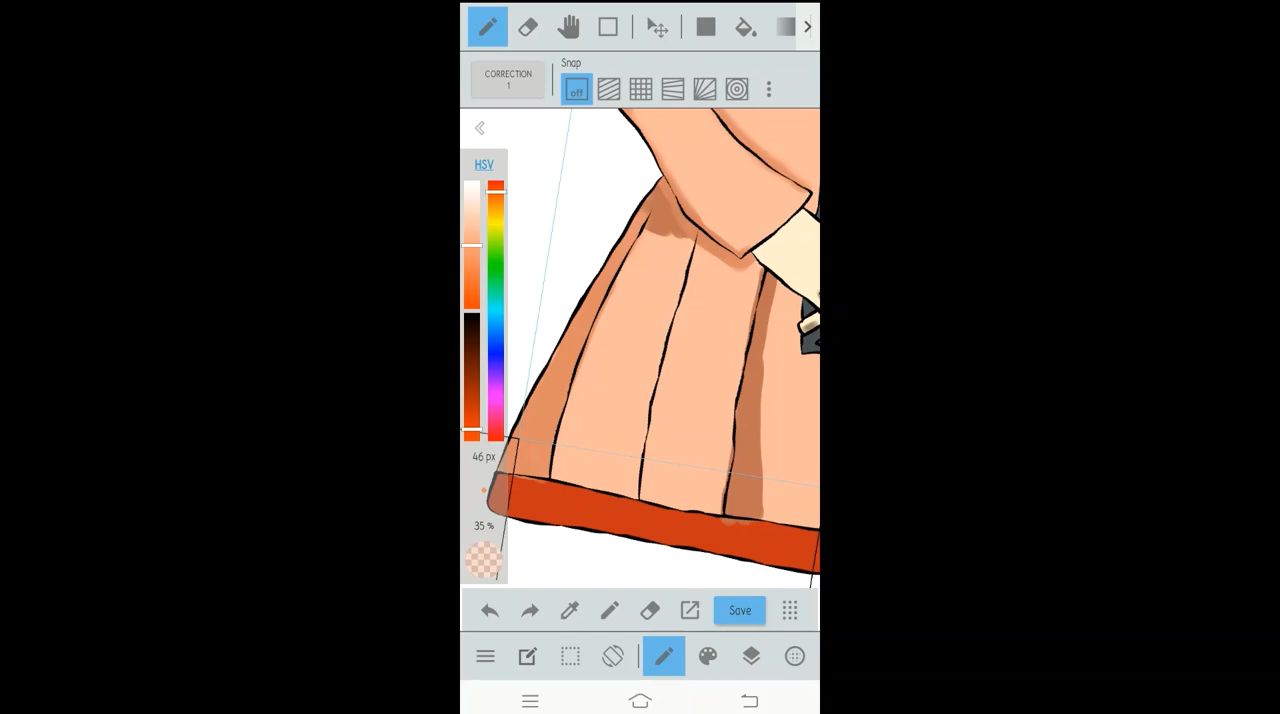 Snap
CORRECTION
1
off
HSV
46 px
35 %
Save